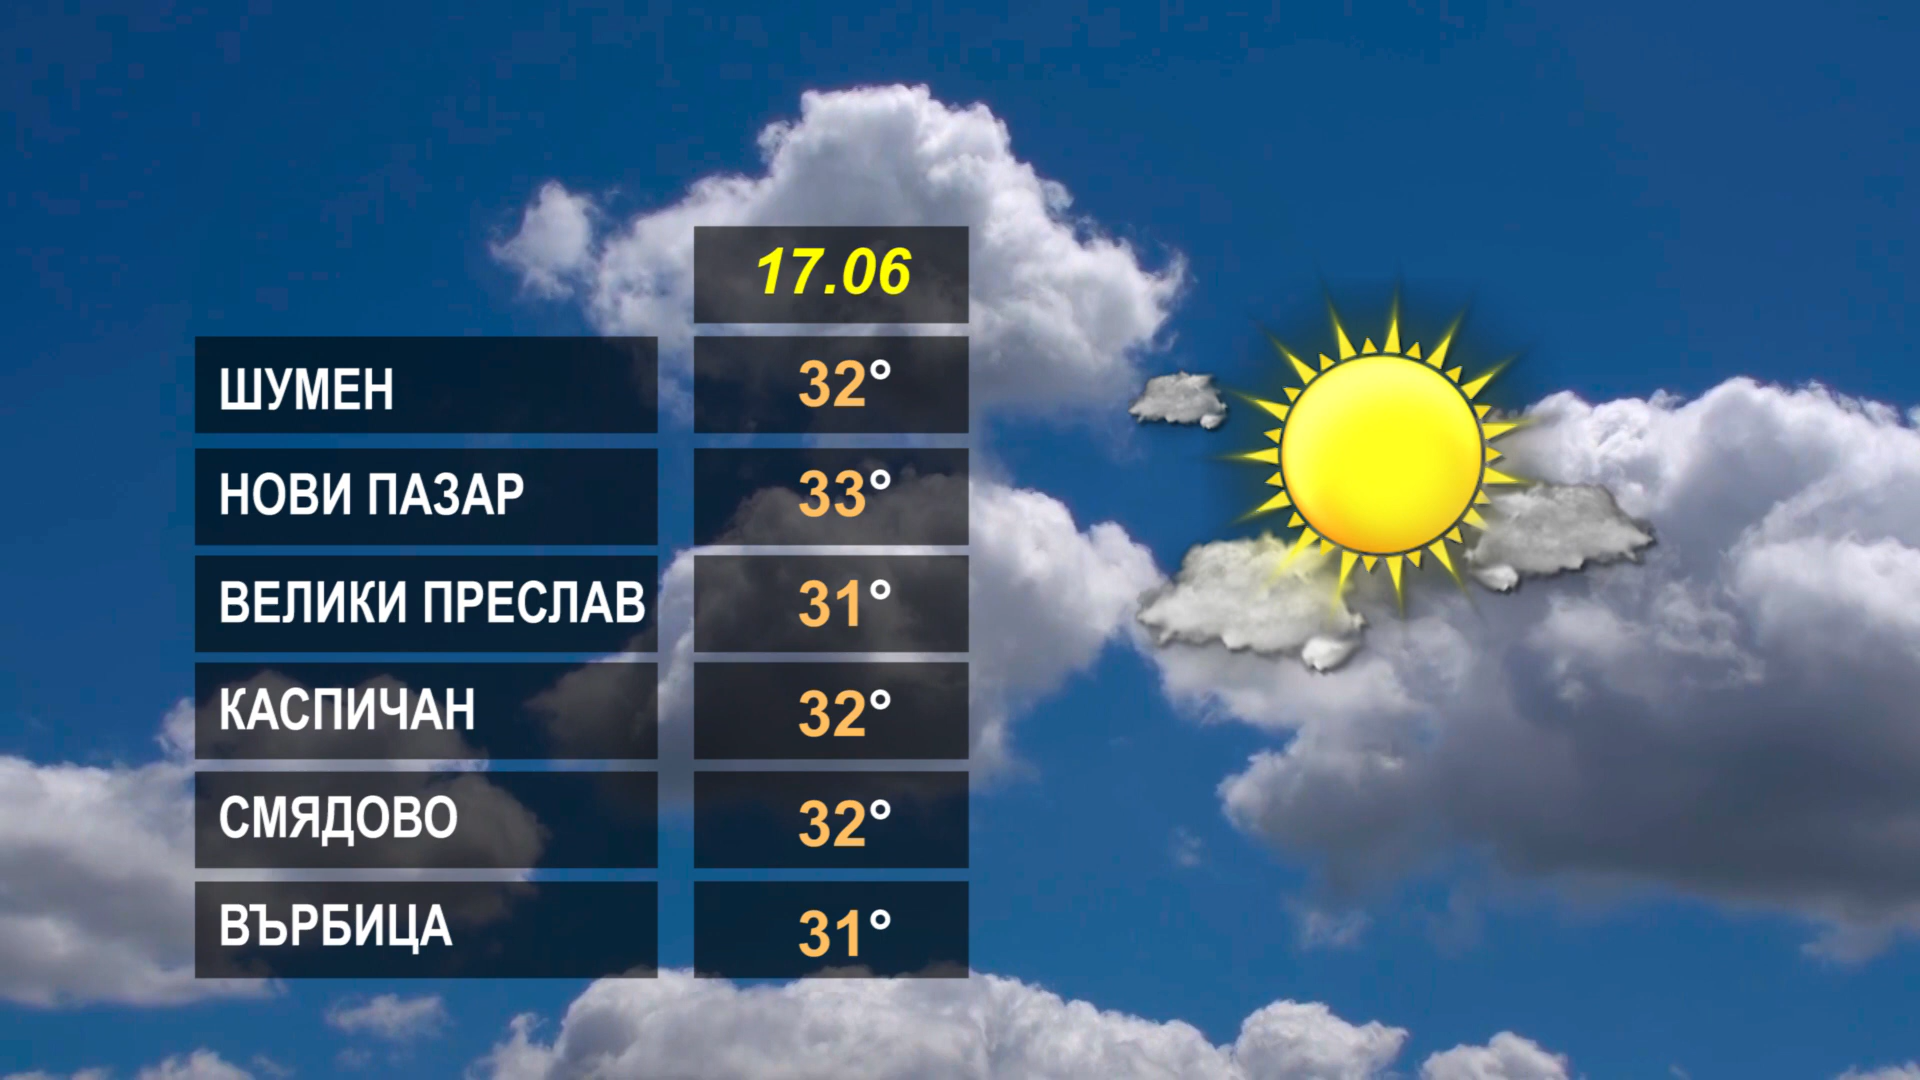 17.06
ШУМЕН 32°
НОВИ ПАЗАР 33°
ВЕЛИКИ ПРЕСЛАВ 31°
КАСПИЧАН 32°
СМЯДОВО 32°
ВЪРБИЦА 31°